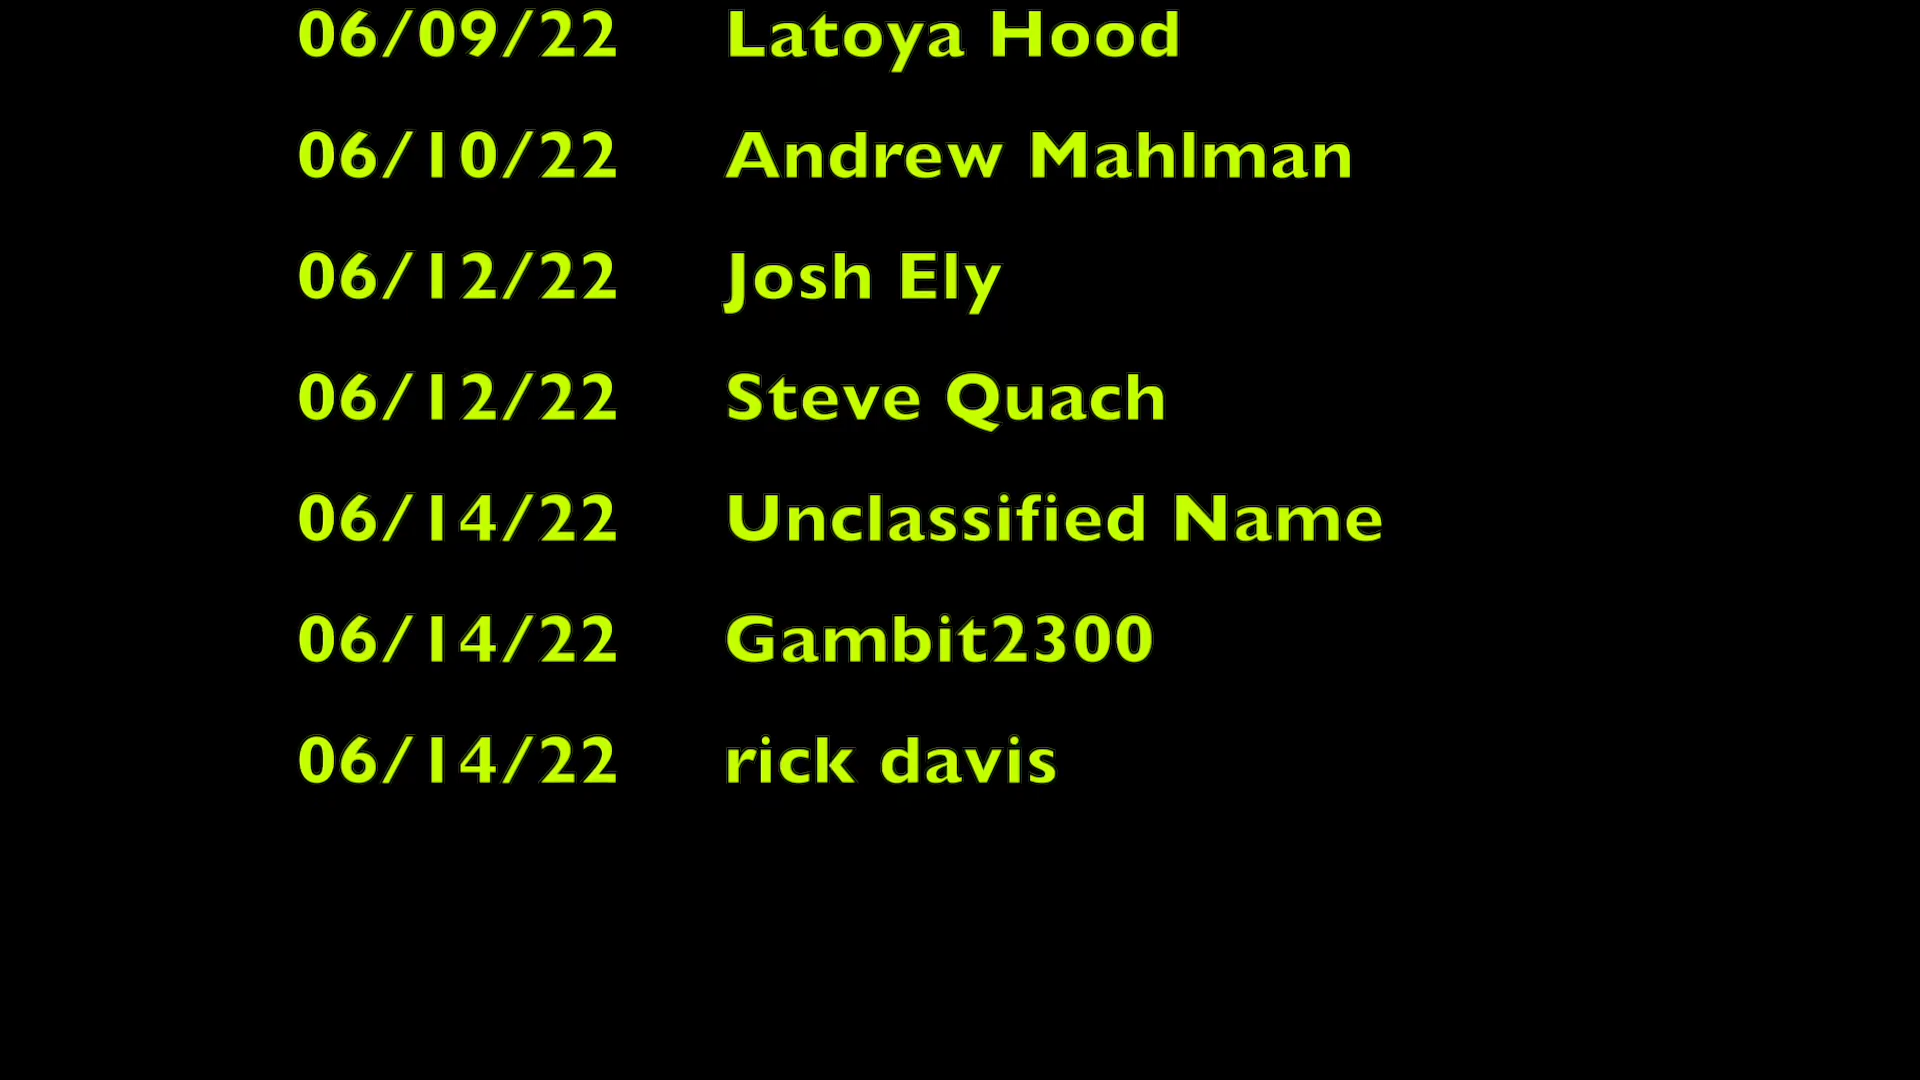 06/09/22 Latoya Hood
06/10/22 Andrew Mahlman
06/12/22 Josh Ely
06/12/22 Steve Quach
06/14/22 Unclassified Name
06/14/22 Gambit2300
06/14/22 rick davis